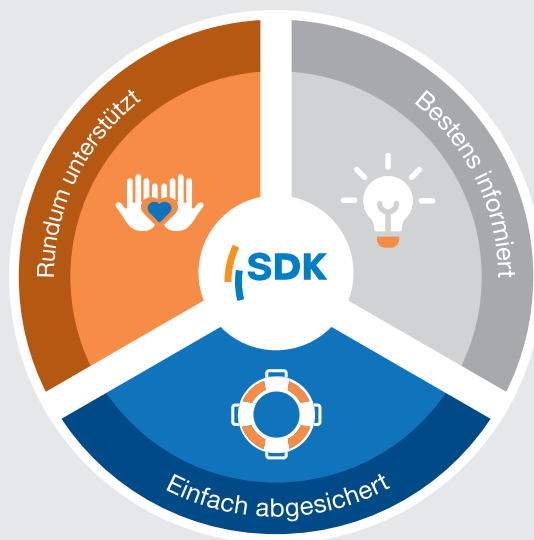 Rundum unterstützt
Bestens informiert
SDK
Einfach abgesichert